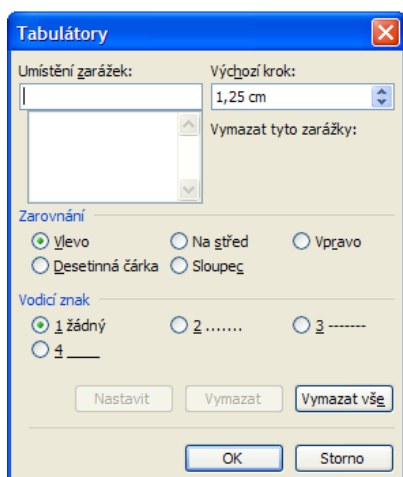 Tabulátory
Umístění zarážek: Výchozí krok:
1,25 cm
Vymazat tyto zarážky:
Zarovnání
Vlevo Na střed Vpravo
Desetinná čárka Sloupec
Vodicí znak
1 žádný 2 ....... 3 -------
4 ____
Nastavit Vymazat Vymazat vše
OK Storno